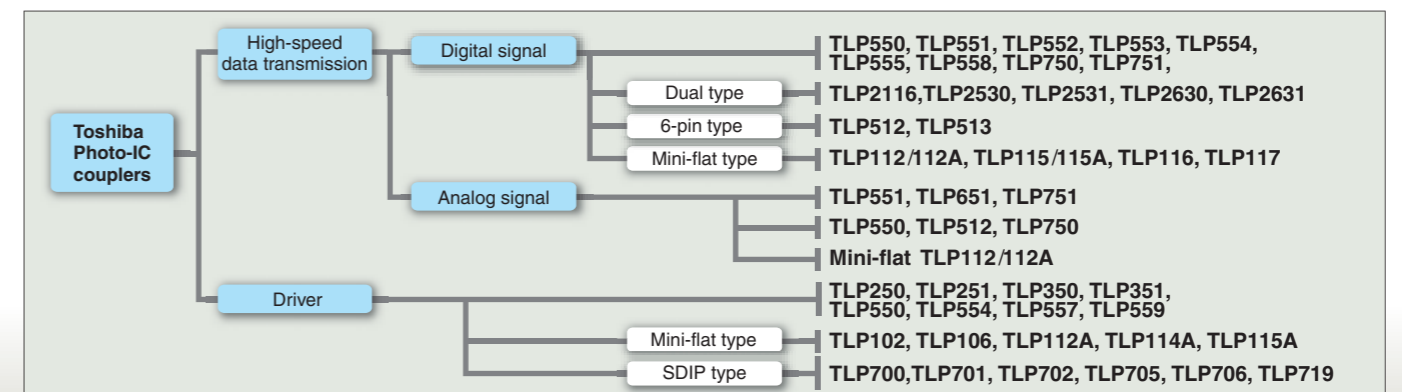 Toshiba
Photo-IC
couplers
High-speed
data transmission
Digital signal
TLP550, TLP551, TLP552, TLP553, TLP554,
TLP555, TLP558, TLP750, TLP751,
Dual type
TLP2116,TLP2530, TLP2531, TLP2630, TLP2631
6-pin type
TLP512, TLP513
Mini-flat type
TLP112/112A, TLP115/115A, TLP116, TLP117
Analog signal
TLP551, TLP651, TLP751
TLP550, TLP512, TLP750
Mini-flat TLP112/112A
Driver
TLP250, TLP251, TLP350, TLP351,
TLP550, TLP554, TLP557, TLP559
Mini-flat type
TLP102, TLP106, TLP112A, TLP114A, TLP115A
SDIP type
TLP700,TLP701, TLP702, TLP705, TLP706, TLP719